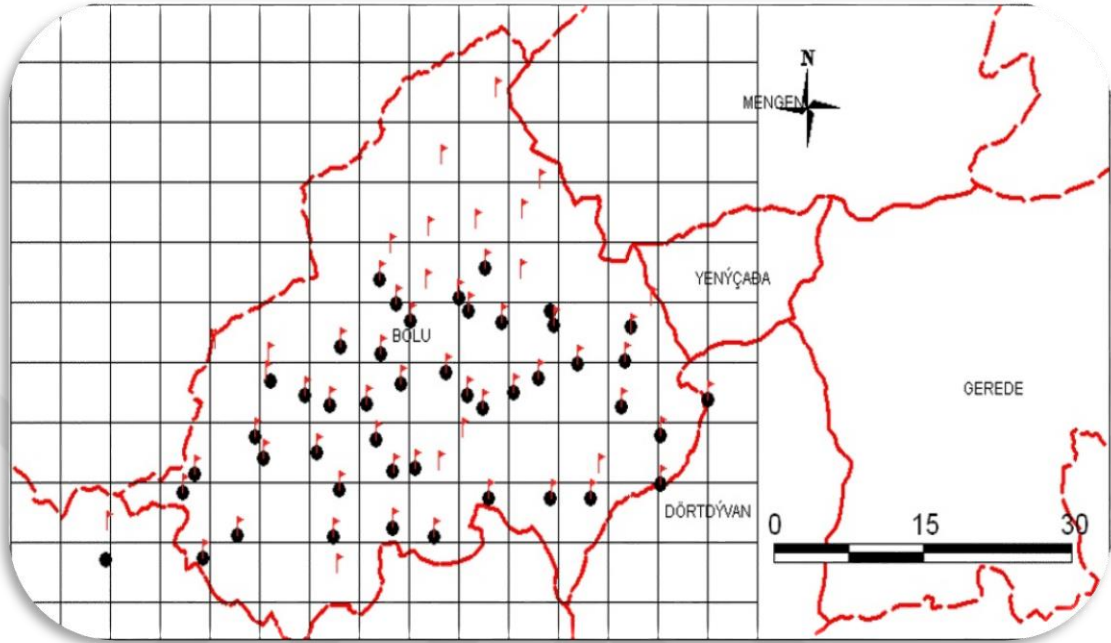 N
MENGEN
YENÝÇAÐA
BOLU
GEREDE
DÖRTDÝVAN
0 15 30